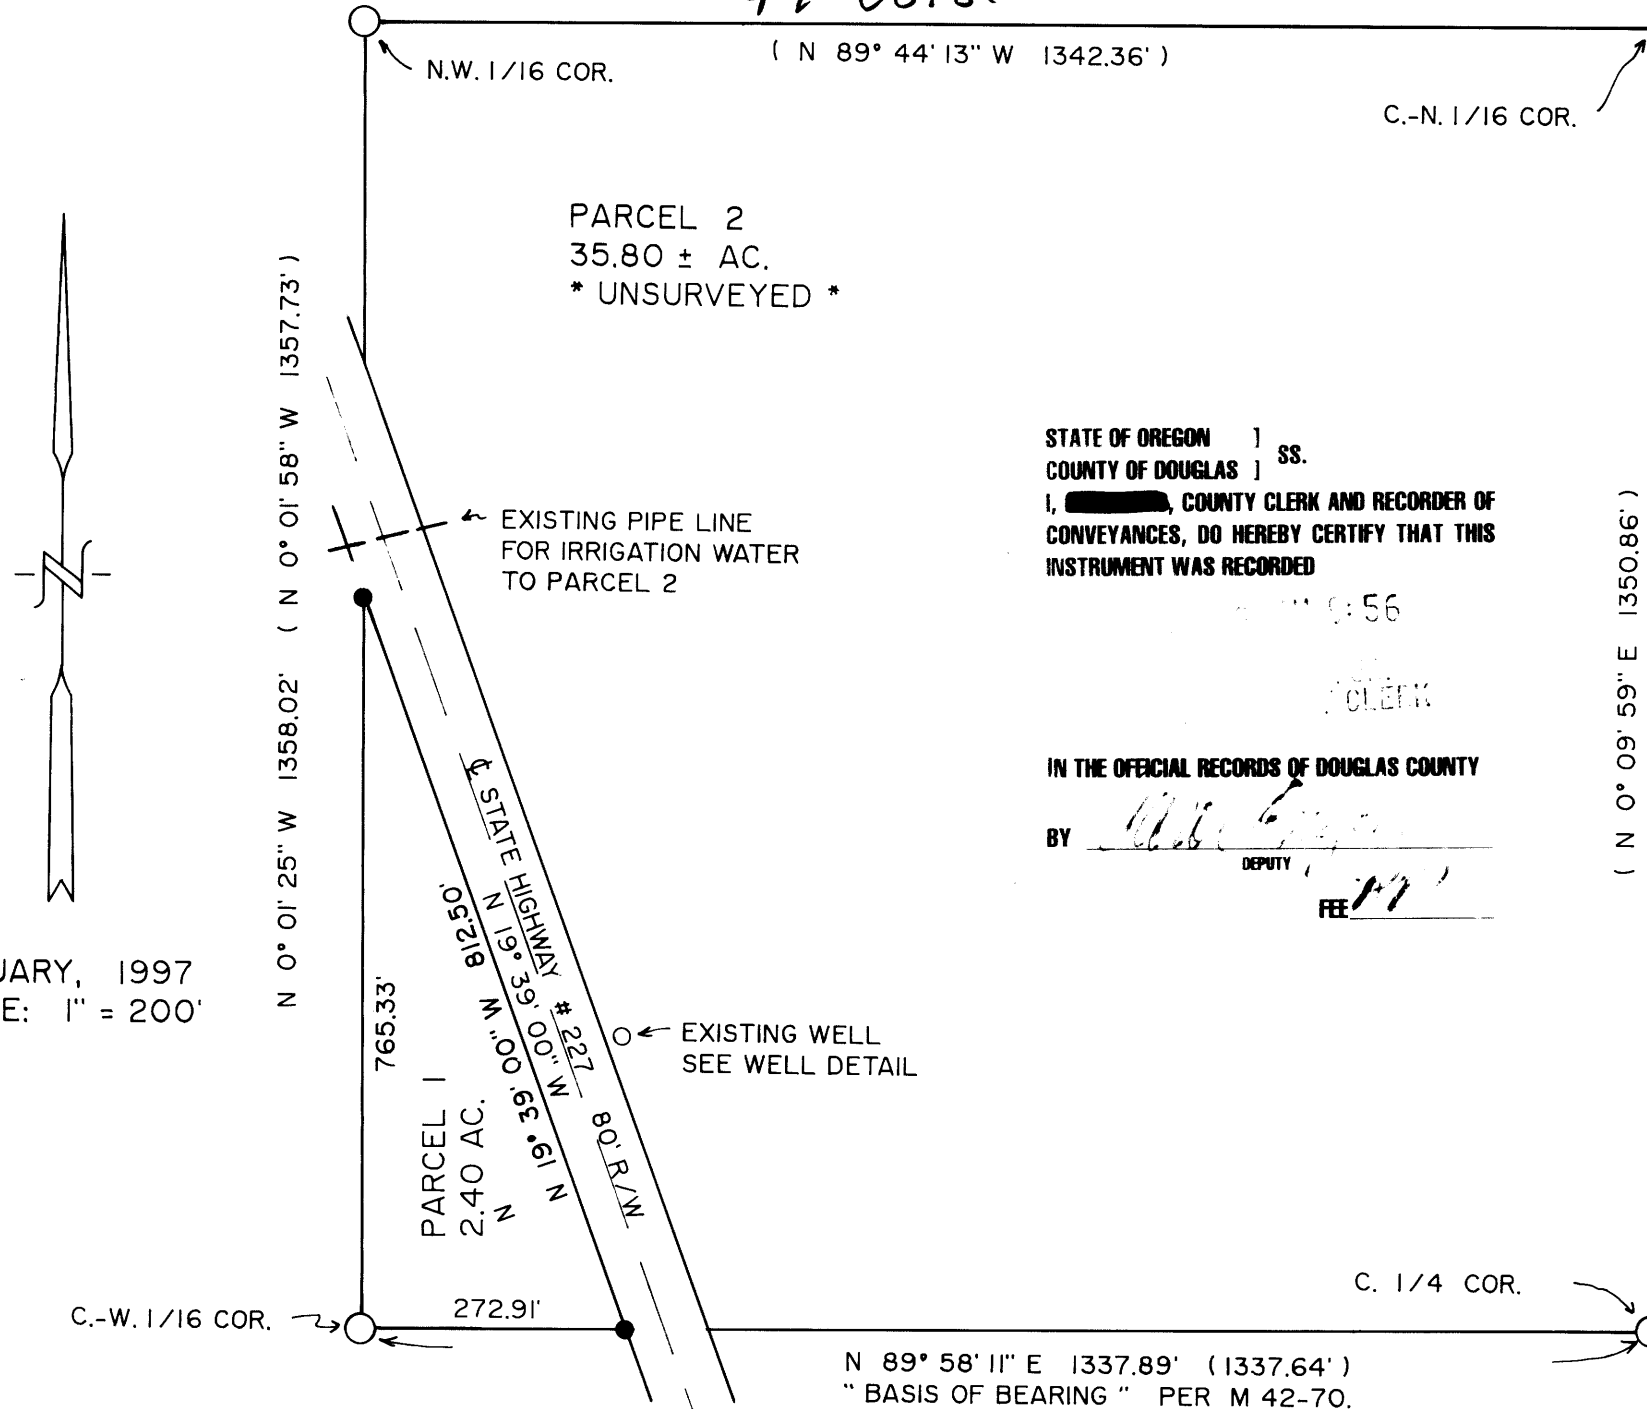 ( N 89° 44' 13" W 1342.36' )
N.W. 1/16 COR.
C.-N. 1/16 COR.
PARCEL 2
35.80 ± AC.
* UNSURVEYED *
N 0° 01' 25" W 1358.02' ( N 0° 01' 58" W 1357.73' )
N
EXISTING PIPE LINE
FOR IRRIGATION WATER
TO PARCEL 2
STATE OF OREGON ]
COUNTY OF DOUGLAS ] SS.
I, , COUNTY CLERK AND RECORDER OF
CONVEYANCES, DO HEREBY CERTIFY THAT THIS
INSTRUMENT WAS RECORDED
:56
CLERK
IN THE OFFICIAL RECORDS OF DOUGLAS COUNTY
BY
DEPUTY
FEE
( N 0° 09' 59" E 1350.86' )
℄ STATE HIGHWAY # 227 80' R/W
N 19° 39' 00" W
N 19° 39' 00" W 812.50'
N
UARY, 1997
E: 1" = 200'
765.33'
EXISTING WELL
SEE WELL DETAIL
PARCEL 1
2.40 AC.
C. 1/4 COR.
C.-W. 1/16 COR.
272.91'
N 89° 58' 11" E 1337.89' (1337.64')
" BASIS OF BEARING " PER M 42-70.